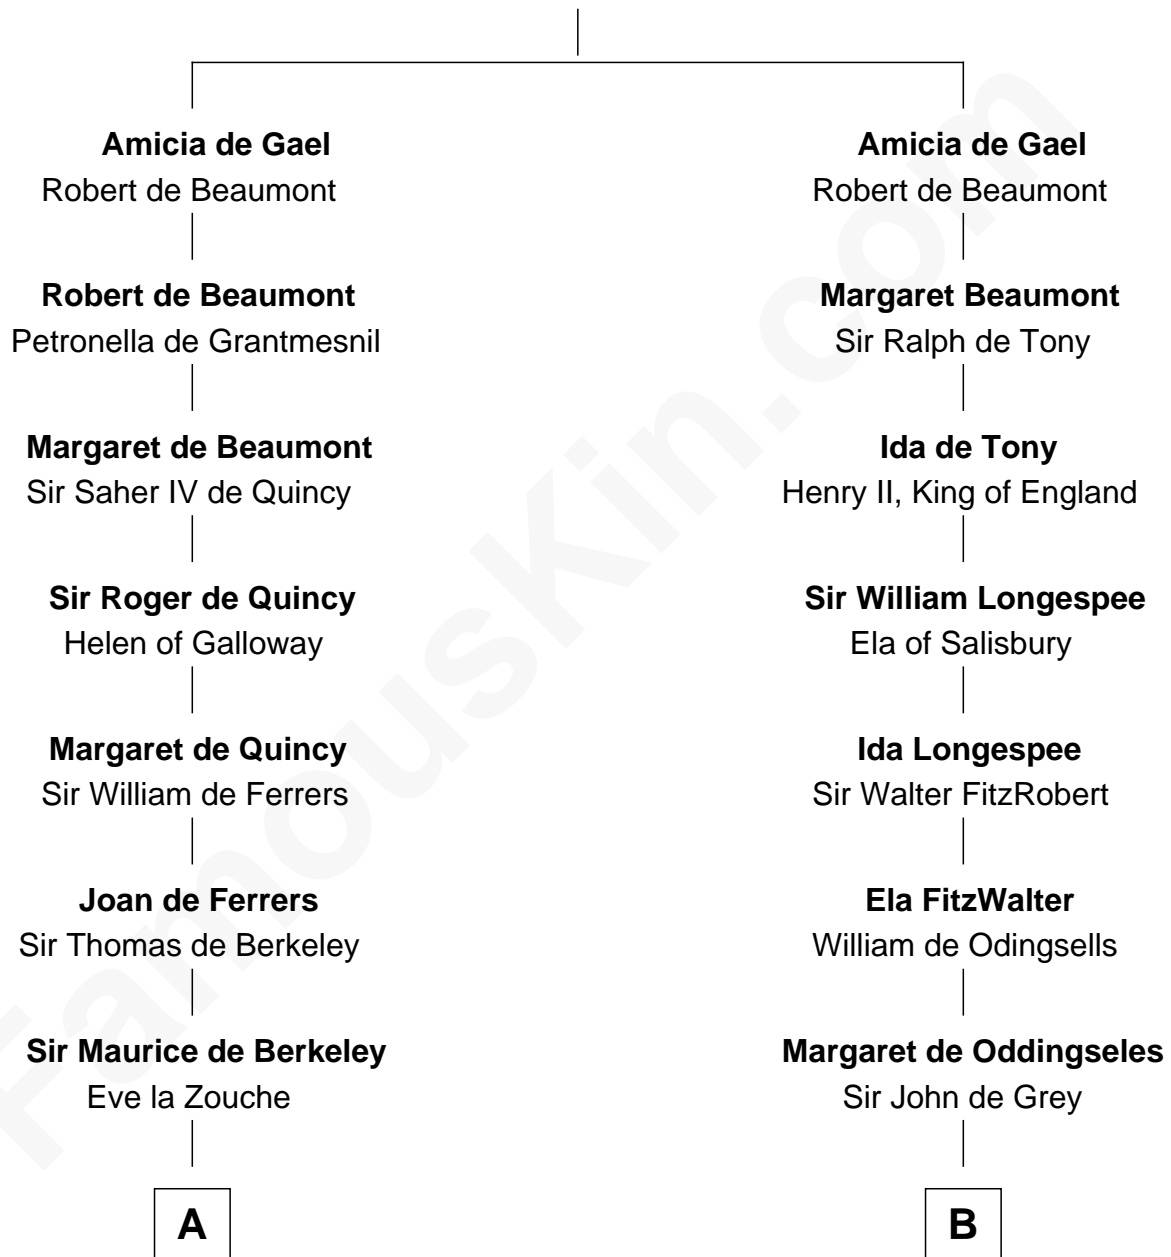 Amicia de Gael
Robert de Beaumont
Robert de Beaumont
Petronella de Grantmesnil
Margaret de Beaumont
Sir Saher IV de Quincy
Sir Roger de Quincy
Helen of Galloway
Margaret de Quincy
Sir William de Ferrers
Joan de Ferrers
Sir Thomas de Berkeley
Sir Maurice de Berkeley
Eve la Zouche
A
Amicia de Gael
Robert de Beaumont
Margaret Beaumont
Sir Ralph de Tony
Ida de Tony
Henry II, King of England
Sir William Longespee
Ela of Salisbury
Ida Longespee
Sir Walter FitzRobert
Ela FitzWalter
William de Odingsells
Margaret de Oddingseles
Sir John de Grey
B
FamousKin.com